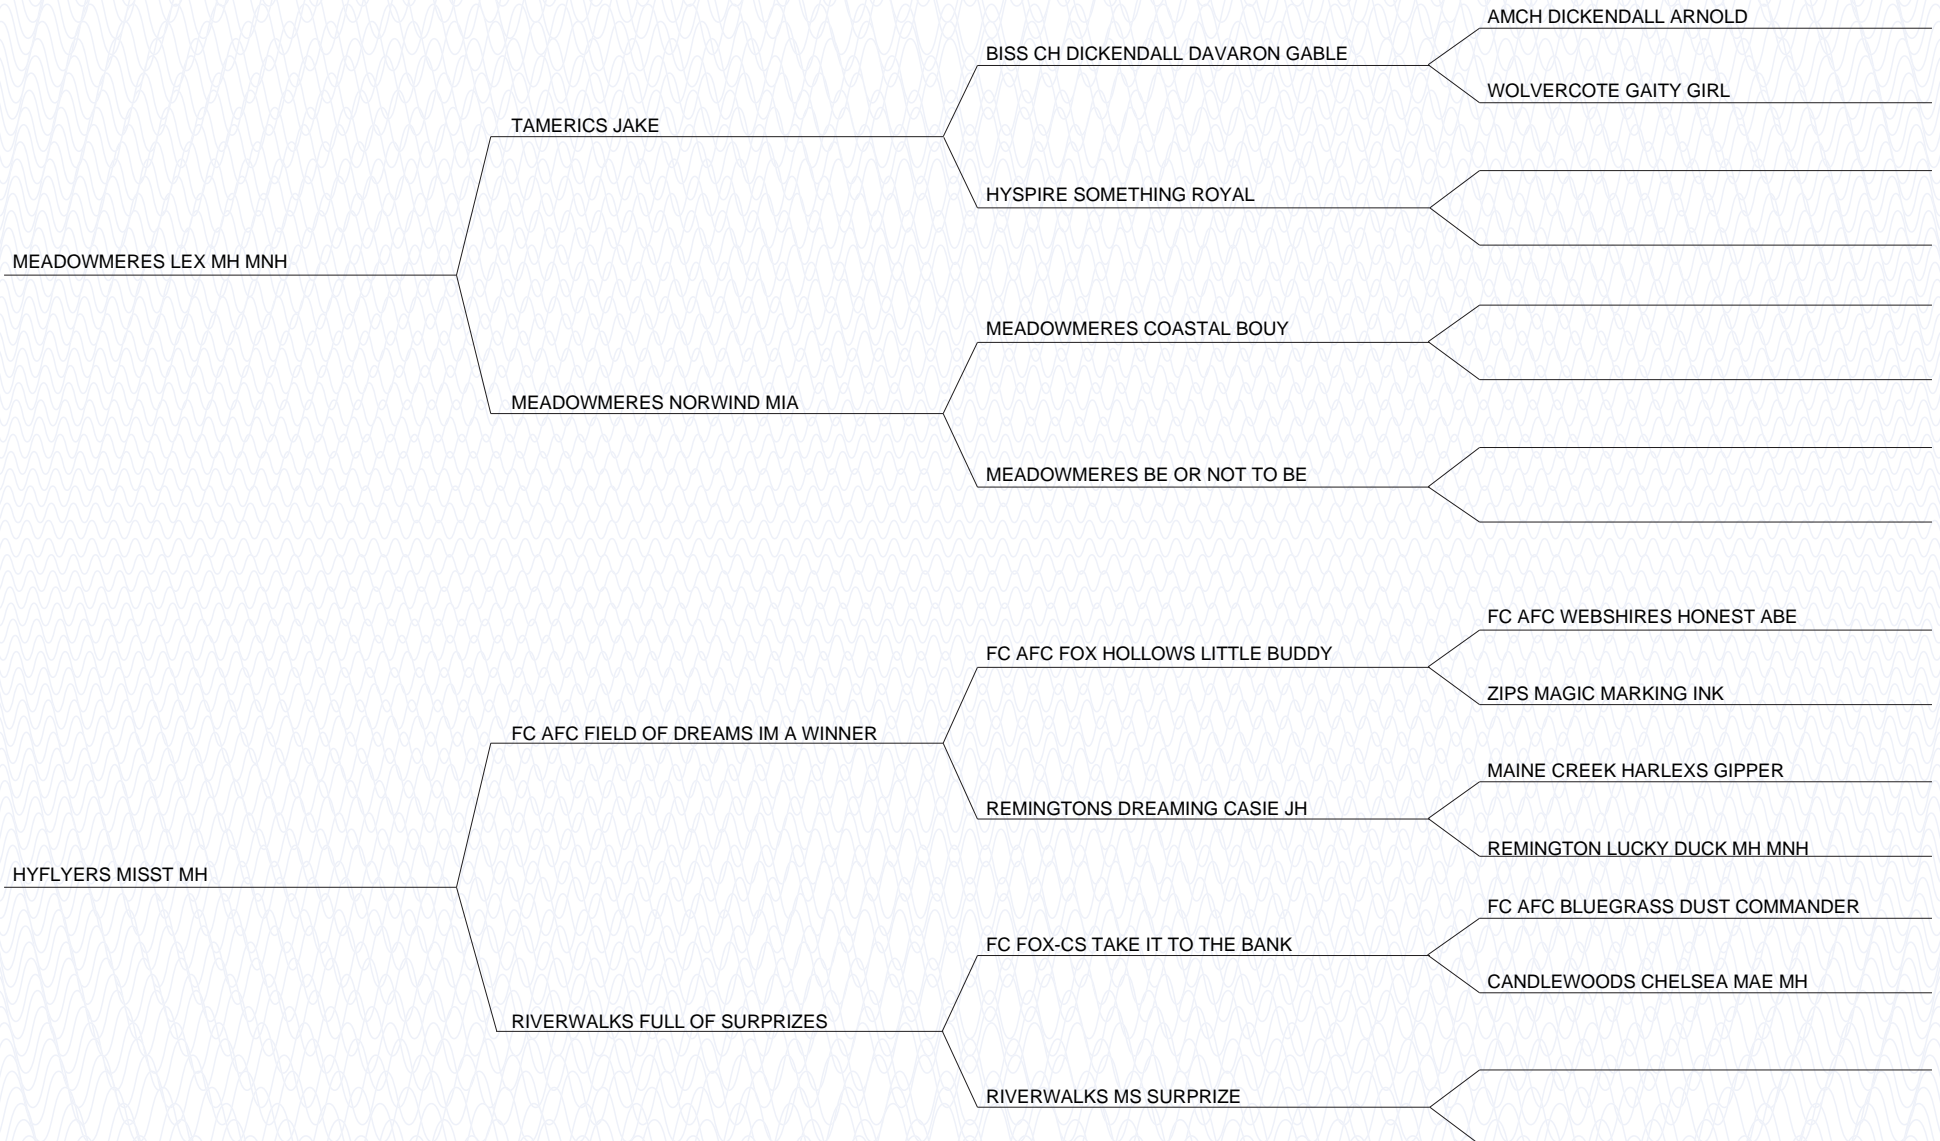 AMCH DICKENDALL ARNOLD
BISS CH DICKENDALL DAVARON GABLE
WOLVERCOTE GAITY GIRL
TAMERICS JAKE
HYSPIRE SOMETHING ROYAL
MEADOWMERES LEX MH MNH
MEADOWMERES COASTAL BOUY
MEADOWMERES NORWIND MIA
MEADOWMERES BE OR NOT TO BE
FC AFC WEBSHIRES HONEST ABE
FC AFC FOX HOLLOWS LITTLE BUDDY
ZIPS MAGIC MARKING INK
FC AFC FIELD OF DREAMS IM A WINNER
MAINE CREEK HARLEXS GIPPER
REMINGTONS DREAMING CASIE JH
REMINGTON LUCKY DUCK MH MNH
HYFLYERS MISST MH
FC AFC BLUEGRASS DUST COMMANDER
FC FOX-CS TAKE IT TO THE BANK
CANDLEWOODS CHELSEA MAE MH
RIVERWALKS FULL OF SURPRIZES
RIVERWALKS MS SURPRIZE